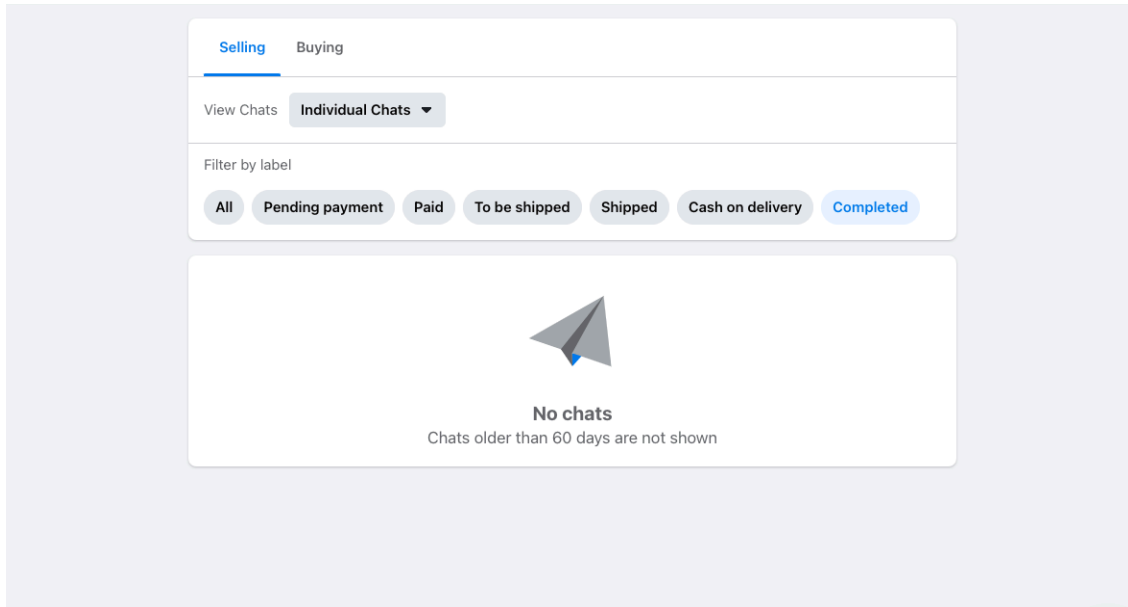 Selling Buying
View Chats Individual Chats
Filter by label
All Pending payment Paid To be shipped Shipped Cash on delivery Completed
No chats
Chats older than 60 days are not shown